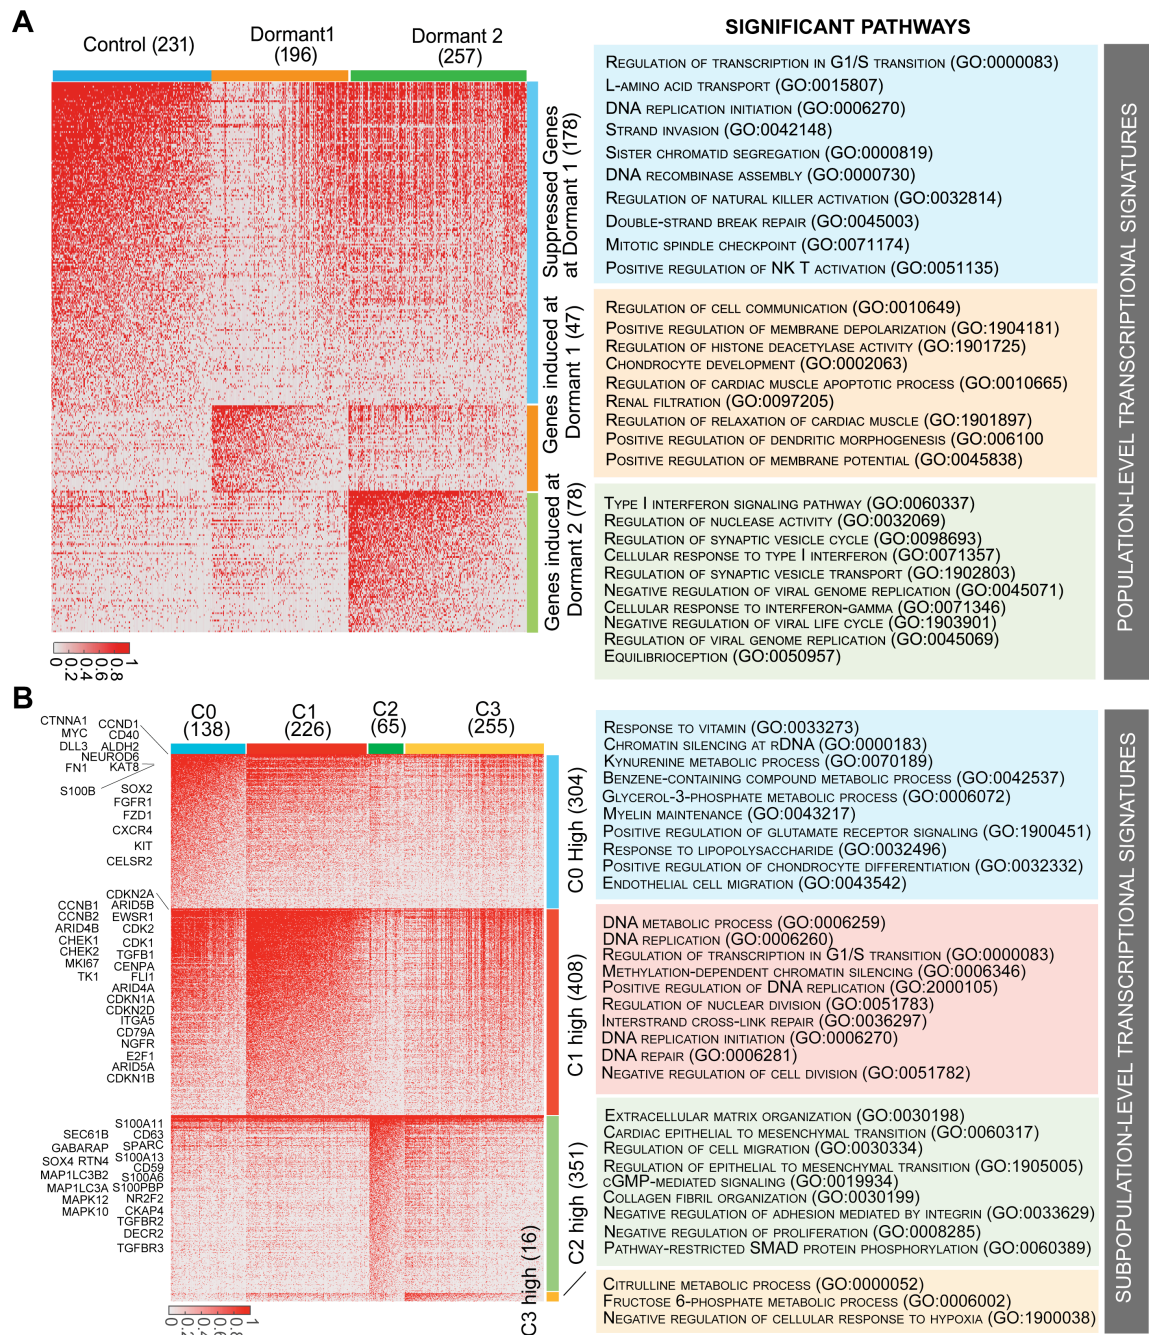 A
Control (231)
Dormant1
(196)
Dormant 2
(257)
SIGNIFICANT PATHWAYS
Suppressed Genes
at Dormant 1 (178)
Genes induced at
Dormant 1 (47)
Genes induced at
Dormant 2 (78)
0 0.2 0.4 0.6 0.8 1
REGULATION OF TRANSCRIPTION IN G1/S TRANSITION (GO:0000083)
L-AMINO ACID TRANSPORT (GO:0015807)
DNA REPLICATION INITIATION (GO:0006270)
STRAND INVASION (GO:0042148)
SISTER CHROMATID SEGREGATION (GO:0000819)
DNA RECOMBINASE ASSEMBLY (GO:0000730)
REGULATION OF NATURAL KILLER ACTIVATION (GO:0032814)
DOUBLE-STRAND BREAK REPAIR (GO:0045003)
MITOTIC SPINDLE CHECKPOINT (GO:0071174)
POSITIVE REGULATION OF NK T ACTIVATION (GO:0051135)
REGULATION OF CELL COMMUNICATION (GO:0010649)
POSITIVE REGULATION OF MEMBRANE DEPOLARIZATION (GO:1904181)
REGULATION OF HISTONE DEACETYLASE ACTIVITY (GO:1901725)
CHONDROCYTE DEVELOPMENT (GO:0002063)
REGULATION OF CARDIAC MUSCLE APOPTOTIC PROCESS (GO:0010665)
RENAL FILTRATION (GO:0097205)
REGULATION OF RELAXATION OF CARDIAC MUSCLE (GO:1901897)
POSITIVE REGULATION OF DENDRITIC MORPHOGENESIS (GO:006100
POSITIVE REGULATION OF MEMBRANE POTENTIAL (GO:0045838)
TYPE I INTERFERON SIGNALING PATHWAY (GO:0060337)
REGULATION OF NUCLEASE ACTIVITY (GO:0032069)
REGULATION OF SYNAPTIC VESICLE CYCLE (GO:0098693)
CELLULAR RESPONSE TO TYPE I INTERFERON (GO:0071357)
REGULATION OF SYNAPTIC VESICLE TRANSPORT (GO:1902803)
NEGATIVE REGULATION OF VIRAL GENOME REPLICATION (GO:0045071)
CELLULAR RESPONSE TO INTERFERON-GAMMA (GO:0071346)
NEGATIVE REGULATION OF VIRAL LIFE CYCLE (GO:1903901)
REGULATION OF VIRAL GENOME REPLICATION (GO:0045069)
EQUILIBRIOCEPTION (GO:0050957)
POPULATION-LEVEL TRANSCRIPTIONAL SIGNATURES
B
C0
(138)
C1
(226)
C2
(65)
C3
(255)
CTNNA1 CCND1
MYC CD40
DLL3 ALDH2
NEUROD6
FN1 KAT8
S100B SOX2
FGFR1
FZD1
CXCR4
KIT
CELSR2
CDKN2A
CCNB1 ARID5B
CCNB2 EWSR1
ARID4B CDK2
CHEK1 CDK1
CHEK2 TGFB1
MKI67 CENPA
TK1 FLI1
ARID4A
CDKN1A
CDKN2D
ITGA5
CD79A
NGFR
E2F1
ARID5A
CDKN1B
S100A11
SEC61B CD63
GABARAP SPARC
S100A13
SOX4 RTN4
CD59
MAP1LC3B2 S100A6
MAP1LC3A S100PBP
MAPK12 NR2F2
MAPK10 CKAP4
TGFBR2
DECR2
TGFBR3
C0 High (304)
C1 high (408)
C2 high (351)
C3 high (16)
0 0.2 0.4 0.6 0.8 1
RESPONSE TO VITAMIN (GO:0033273)
CHROMATIN SILENCING AT RDNA (GO:0000183)
KYNURENINE METABOLIC PROCESS (GO:0070189)
BENZENE-CONTAINING COMPOUND METABOLIC PROCESS (GO:0042537)
GLYCEROL-3-PHOSPHATE METABOLIC PROCESS (GO:0006072)
MYELIN MAINTENANCE (GO:0043217)
POSITIVE REGULATION OF GLUTAMATE RECEPTOR SIGNALING (GO:1900451)
RESPONSE TO LIPOPOLYSACCHARIDE (GO:0032496)
POSITIVE REGULATION OF CHONDROCYTE DIFFERENTIATION (GO:0032332)
ENDOTHELIAL CELL MIGRATION (GO:0043542)
DNA METABOLIC PROCESS (GO:0006259)
DNA REPLICATION (GO:0006260)
REGULATION OF TRANSCRIPTION IN G1/S TRANSITION (GO:0000083)
METHYLATION-DEPENDENT CHROMATIN SILENCING (GO:0006346)
POSITIVE REGULATION OF DNA REPLICATION (GO:2000105)
REGULATION OF NUCLEAR DIVISION (GO:0051783)
INTERSTRAND CROSS-LINK REPAIR (GO:0036297)
DNA REPLICATION INITIATION (GO:0006270)
DNA REPAIR (GO:0006281)
NEGATIVE REGULATION OF CELL DIVISION (GO:0051782)
EXTRACELLULAR MATRIX ORGANIZATION (GO:0030198)
CARDIAC EPITHELIAL TO MESENCHYMAL TRANSITION (GO:0060317)
REGULATION OF CELL MIGRATION (GO:0030334)
REGULATION OF EPITHELIAL TO MESENCHYMAL TRANSITION (GO:1905005)
CGMP-MEDIATED SIGNALING (GO:0019934)
COLLAGEN FIBRIL ORGANIZATION (GO:0030199)
NEGATIVE REGULATION OF ADHESION MEDIATED BY INTEGRIN (GO:0033629)
NEGATIVE REGULATION OF PROLIFERATION (GO:0008285)
PATHWAY-RESTRICTED SMAD PROTEIN PHOSPHORYLATION (GO:0060389)
CITRULLINE METABOLIC PROCESS (GO:0000052)
FRUCTOSE 6-PHOSPHATE METABOLIC PROCESS (GO:0006002)
NEGATIVE REGULATION OF CELLULAR RESPONSE TO HYPOXIA (GO:1900038)
SUBPOPULATION-LEVEL TRANSCRIPTIONAL SIGNATURES